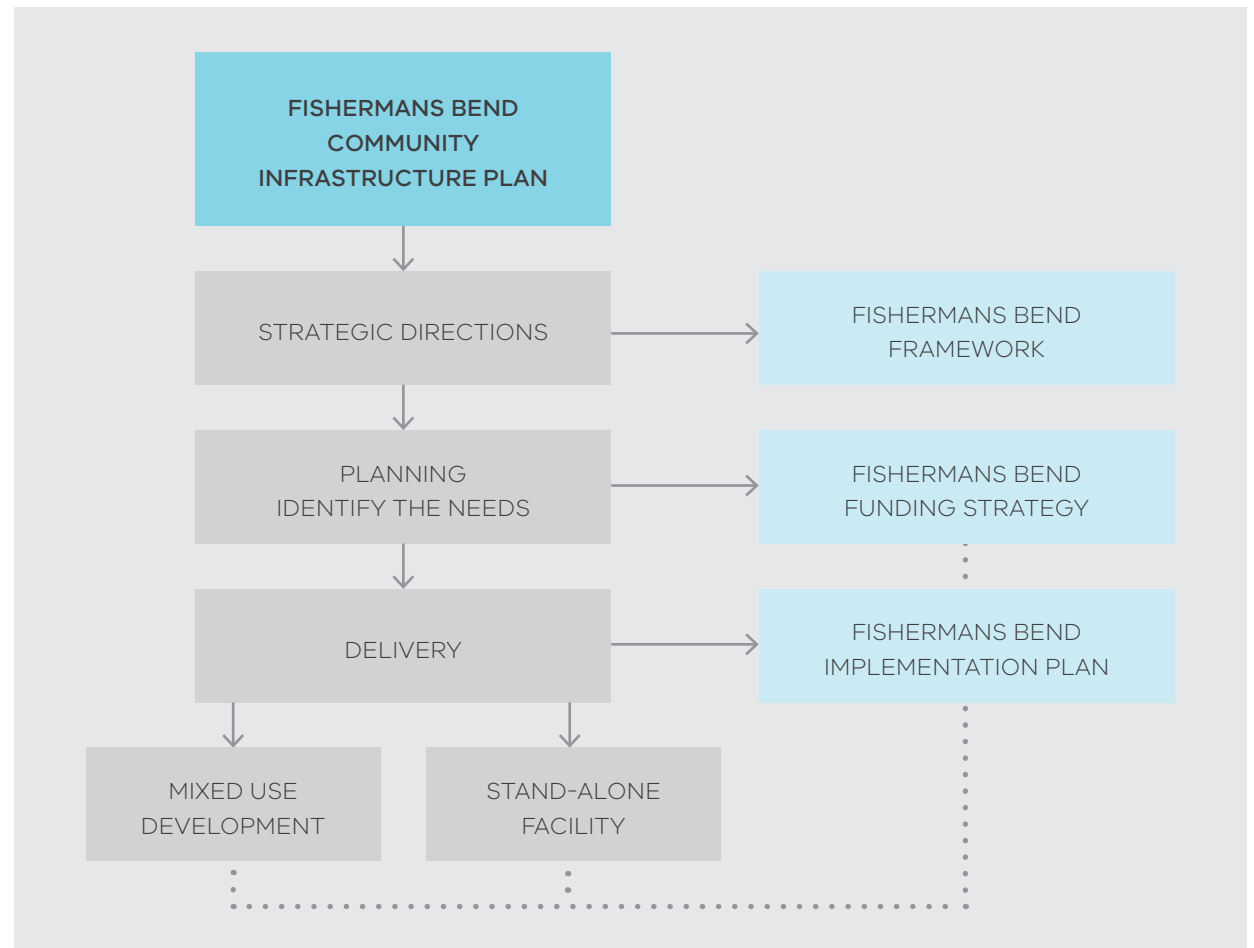 FISHERMANS BEND
COMMUNITY
INFRASTRUCTURE PLAN
STRATEGIC DIRECTIONS
FISHERMANS BEND
FRAMEWORK
PLANNING
IDENTIFY THE NEEDS
FISHERMANS BEND
FUNDING STRATEGY
DELIVERY
FISHERMANS BEND
IMPLEMENTATION PLAN
MIXED USE
DEVELOPMENT
STAND-ALONE
FACILITY